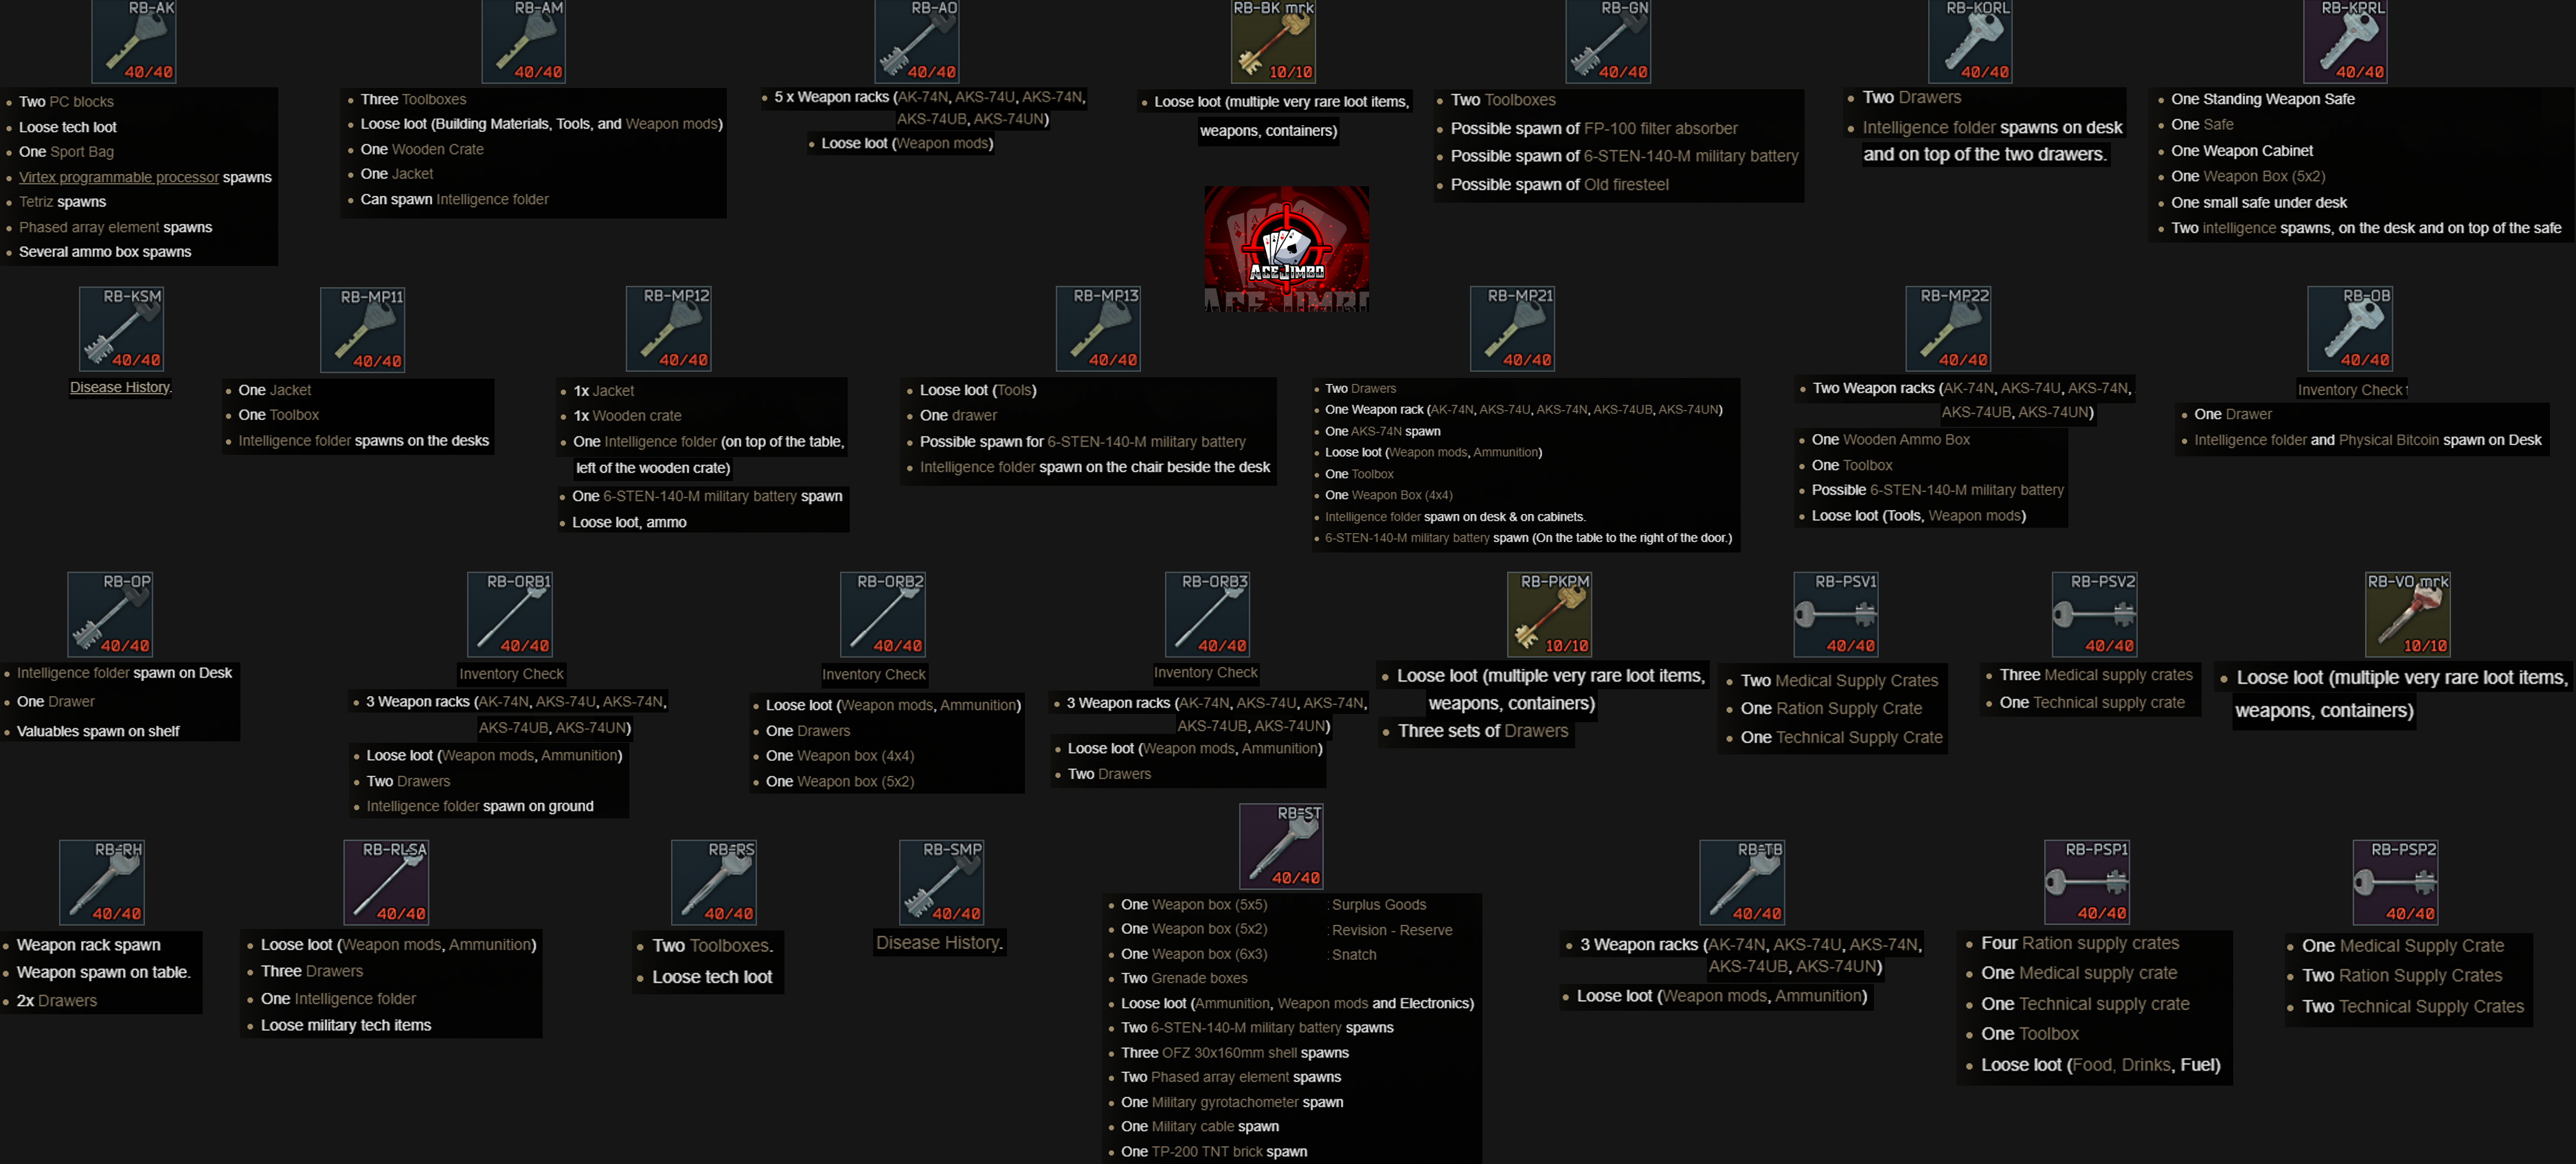 RB-AK
40/40
• Two PC blocks
• Loose tech loot
• One Sport Bag
• Virtex programmable processor spawns
• Tetriz spawns
• Phased array element spawns
• Several ammo box spawns
RB-AM
40/40
• Three Toolboxes
• Loose loot (Building Materials, Tools, and Weapon mods)
• One Wooden Crate
• One Jacket
• Can spawn Intelligence folder
RB-AO
40/40
• 5 x Weapon racks (AK-74N, AKS-74U, AKS-74N,
AKS-74UB, AKS-74UN)
• Loose loot (Weapon mods)
RB-BK mrk
10/10
• Loose loot (multiple very rare loot items,
weapons, containers)
ACEJIMBO
RB-GN
40/40
• Two Toolboxes
• Possible spawn of FP-100 filter absorber
• Possible spawn of 6-STEN-140-M military battery
• Possible spawn of Old firesteel
RB-KORL
40/40
• Two Drawers
• Intelligence folder spawns on desk
and on top of the two drawers.
RB-KPRL
40/40
• One Standing Weapon Safe
• One Safe
• One Weapon Cabinet
• One Weapon Box (5x2)
• One small safe under desk
• Two intelligence spawns, on the desk and on top of the safe
RB-KSM
40/40
Disease History.
RB-MP11
40/40
• One Jacket
• One Toolbox
• Intelligence folder spawns on the desks
RB-MP12
40/40
• 1x Jacket
• 1x Wooden crate
• One Intelligence folder (on top of the table,
left of the wooden crate)
• One 6-STEN-140-M military battery spawn
• Loose loot, ammo
RB-MP13
40/40
• Loose loot (Tools)
• One drawer
• Possible spawn for 6-STEN-140-M military battery
• Intelligence folder spawn on the chair beside the desk
RB-MP21
40/40
• Two Drawers
• One Weapon rack (AK-74N, AKS-74U, AKS-74N, AKS-74UB, AKS-74UN)
• One AKS-74N spawn
• Loose loot (Weapon mods, Ammunition)
• One Toolbox
• One Weapon Box (4x4)
• Intelligence folder spawn on desk & on cabinets.
• 6-STEN-140-M military battery spawn (On the table to the right of the door.)
RB-MP22
40/40
• Two Weapon racks (AK-74N, AKS-74U, AKS-74N,
AKS-74UB, AKS-74UN)
• One Wooden Ammo Box
• One Toolbox
• Possible 6-STEN-140-M military battery
• Loose loot (Tools, Weapon mods)
RB-OB
40/40
Inventory Check
• One Drawer
• Intelligence folder and Physical Bitcoin spawn on Desk
RB-OP
40/40
• Intelligence folder spawn on Desk
• One Drawer
• Valuables spawn on shelf
RB-ORB1
40/40
Inventory Check
• 3 Weapon racks (AK-74N, AKS-74U, AKS-74N,
AKS-74UB, AKS-74UN)
• Loose loot (Weapon mods, Ammunition)
• Two Drawers
• Intelligence folder spawn on ground
RB-ORB2
40/40
Inventory Check
• Loose loot (Weapon mods, Ammunition)
• One Drawers
• One Weapon box (4x4)
• One Weapon box (5x2)
RB-ORB3
40/40
Inventory Check
• 3 Weapon racks (AK-74N, AKS-74U, AKS-74N,
AKS-74UB, AKS-74UN)
• Loose loot (Weapon mods, Ammunition)
• Two Drawers
RB-PKPM
10/10
• Loose loot (multiple very rare loot items,
weapons, containers)
• Three sets of Drawers
RB-PSV1
40/40
• Two Medical Supply Crates
• One Ration Supply Crate
• One Technical Supply Crate
RB-PSV2
40/40
• Three Medical supply crates
• One Technical supply crate
RB-VO mrk
10/10
• Loose loot (multiple very rare loot items,
weapons, containers)
RB-RH
40/40
• Weapon rack spawn
• Weapon spawn on table.
• 2x Drawers
RB-RLSA
40/40
• Loose loot (Weapon mods, Ammunition)
• Three Drawers
• One Intelligence folder
• Loose military tech items
RB-RS
40/40
• Two Toolboxes.
• Loose tech loot
RB-SMP
40/40
Disease History.
RB-ST
40/40
• One Weapon box (5x5) : Surplus Goods
• One Weapon box (5x2) : Revision - Reserve
• One Weapon box (6x3) : Snatch
• Two Grenade boxes
• Loose loot (Ammunition, Weapon mods and Electronics)
• Two 6-STEN-140-M military battery spawns
• Three OFZ 30x160mm shell spawns
• Two Phased array element spawns
• One Military gyrotachometer spawn
• One Military cable spawn
• One TP-200 TNT brick spawn
RB-TB
40/40
• 3 Weapon racks (AK-74N, AKS-74U, AKS-74N,
AKS-74UB, AKS-74UN)
• Loose loot (Weapon mods, Ammunition)
RB-PSP1
40/40
• Four Ration supply crates
• One Medical supply crate
• One Technical supply crate
• One Toolbox
• Loose loot (Food, Drinks, Fuel)
RB-PSP2
40/40
• One Medical Supply Crate
• Two Ration Supply Crates
• Two Technical Supply Crates